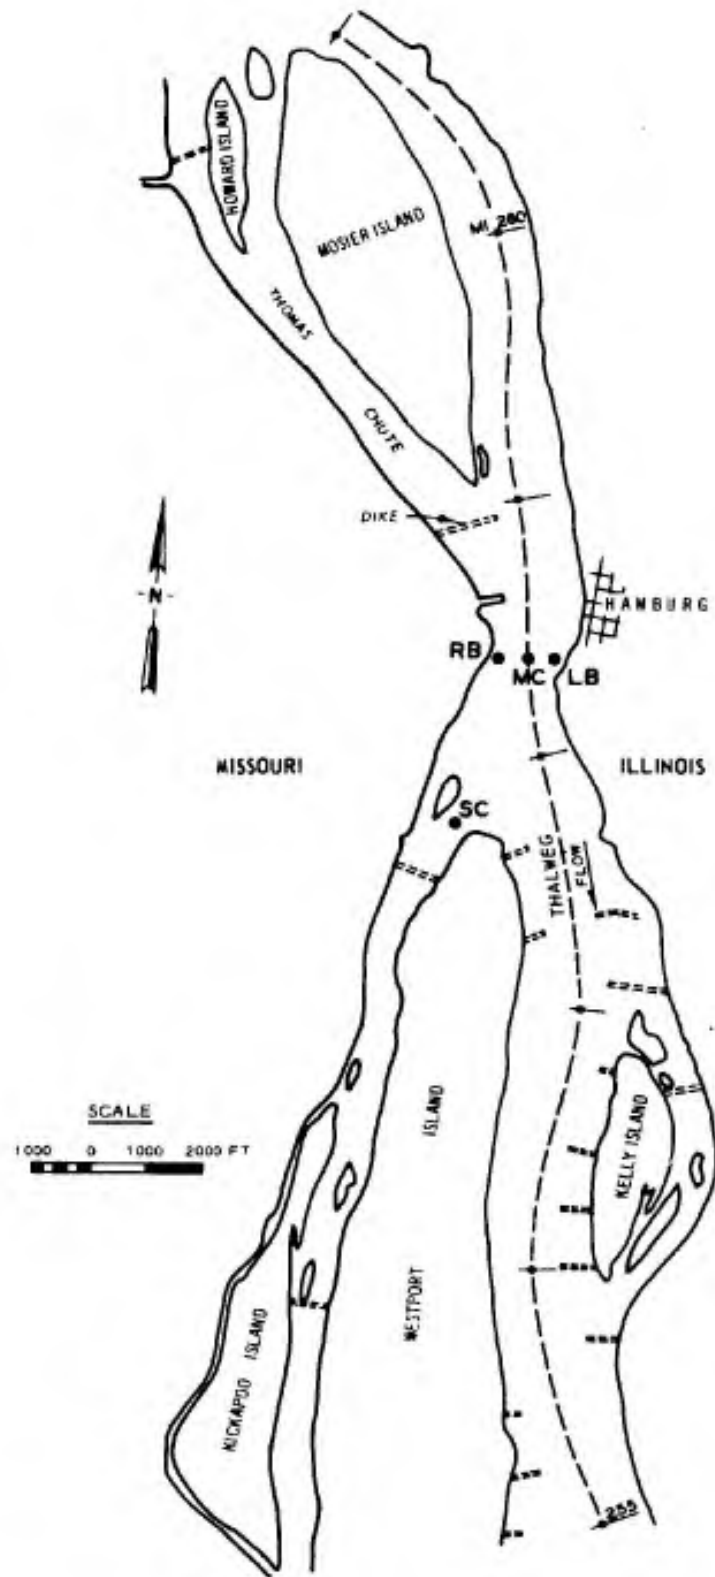 HOWARD ISLAND
MOSIER ISLAND
MI 260
THOMAS
CHUTE
DIKE
N
HAMBURG
RB
MC
LB
MISSOURI
ILLINOIS
SC
THALWEG
FLOW
SCALE
1000 0 1000 2000 FT
ISLAND
KELLY ISLAND
WESTPORT
KICKAPOO ISLAND
255